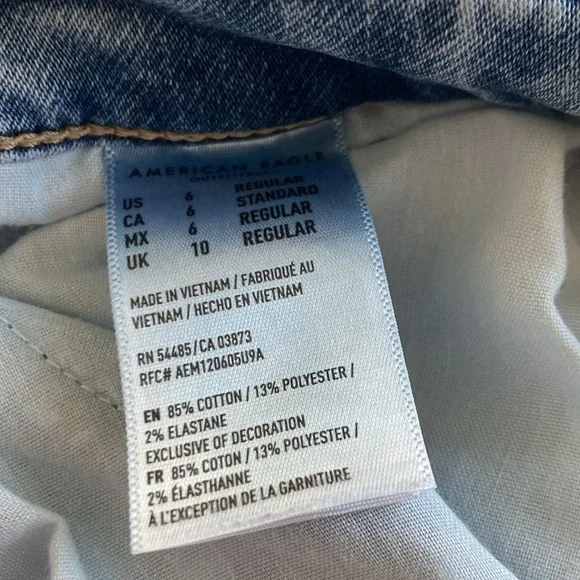 AMERICAN EAGLE
OUTFITTERS
US 6 REGULAR
CA 6 STANDARD
MX 6 REGULAR
UK 10 REGULAR
MADE IN VIETNAM / FABRIQUÉ AU
VIETNAM / HECHO EN VIETNAM
RN 54485 / CA 03873
RFC# AEM120605U9A
EN 85% COTTON / 13% POLYESTER /
2% ELASTANE
EXCLUSIVE OF DECORATION
FR 85% COTON / 13% POLYESTER /
2% ÉLASTHANNE
À L'EXCEPTION DE LA GARNITURE